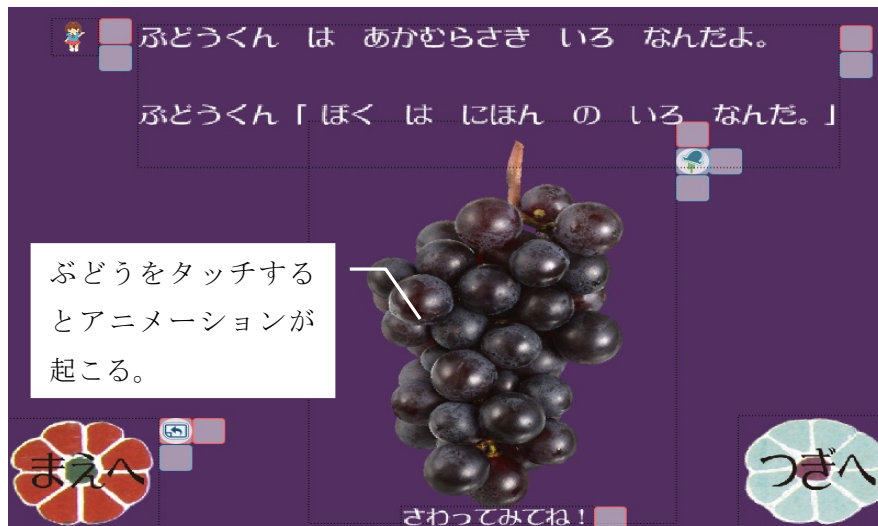 ぶどうくん は あかむらさき いろ なんだよ。
ぶどうくん「ぼく は にほん の いろ なんだ。」
ぶどうをタッチする
とアニメーションが
起こる。
まえへ
つぎへ
さわってみてね！